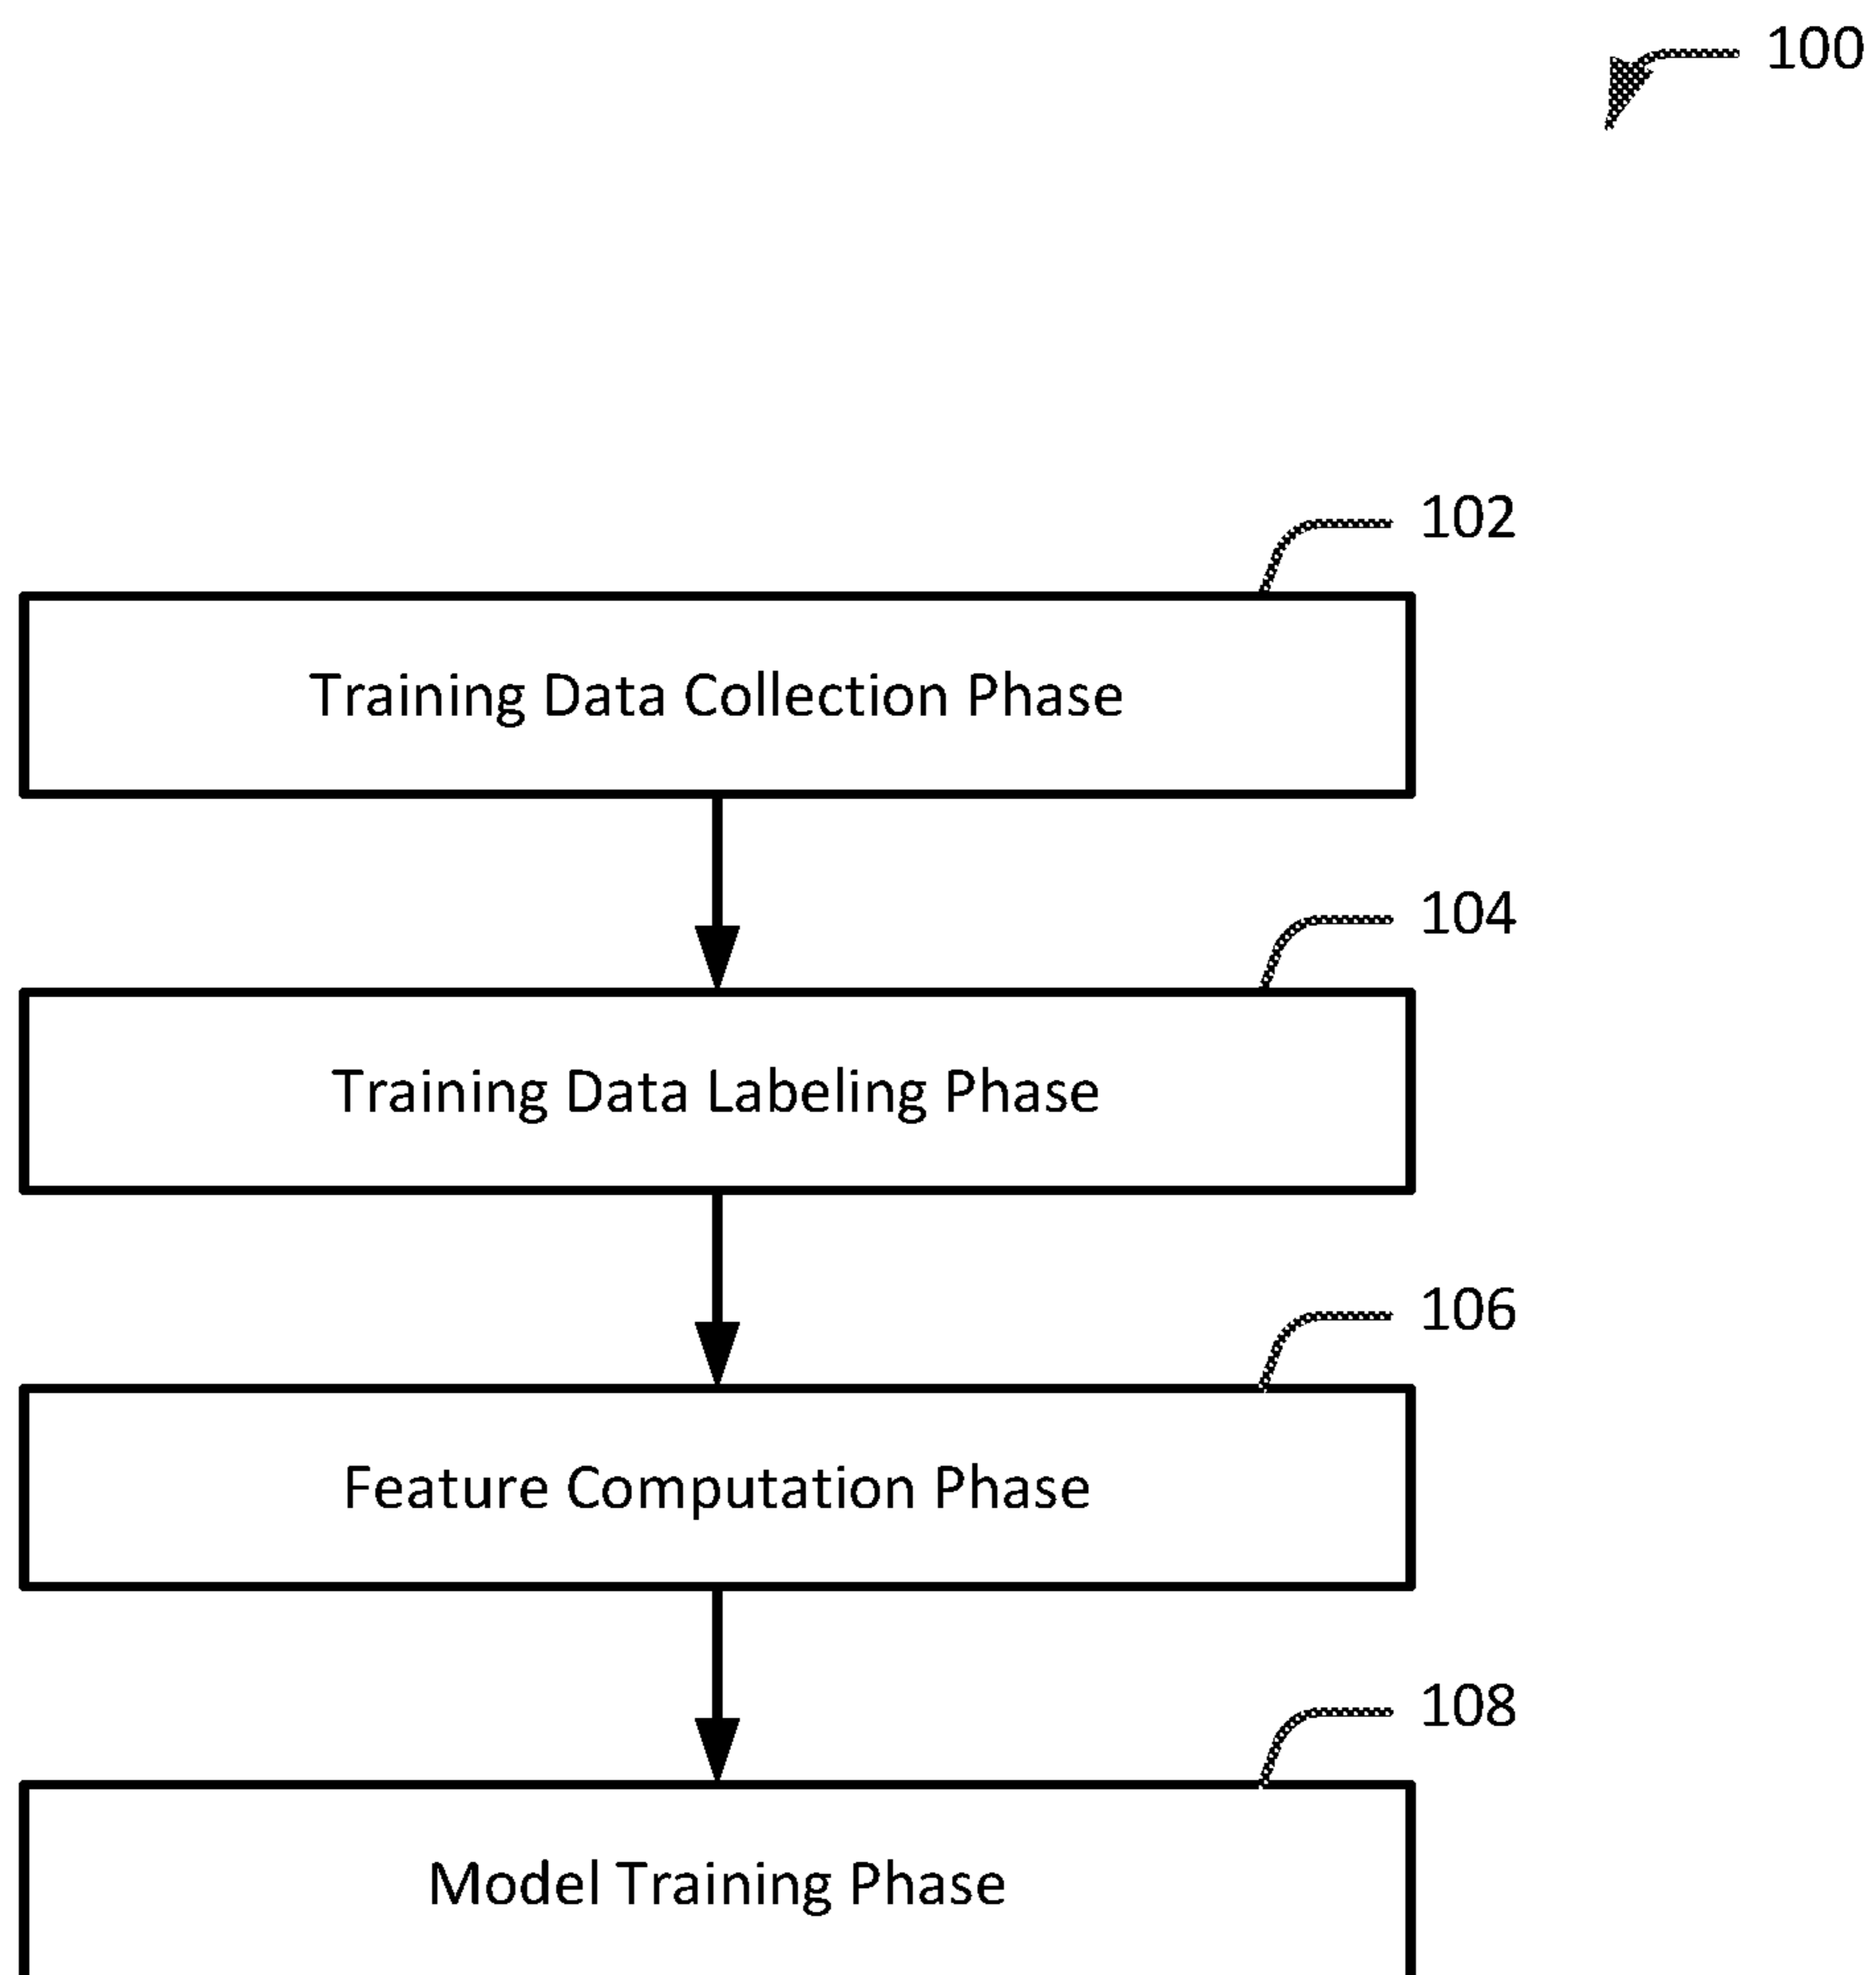 100
102
Training Data Collection Phase
104
Training Data Labeling Phase
106
Feature Computation Phase
108
Model Training Phase